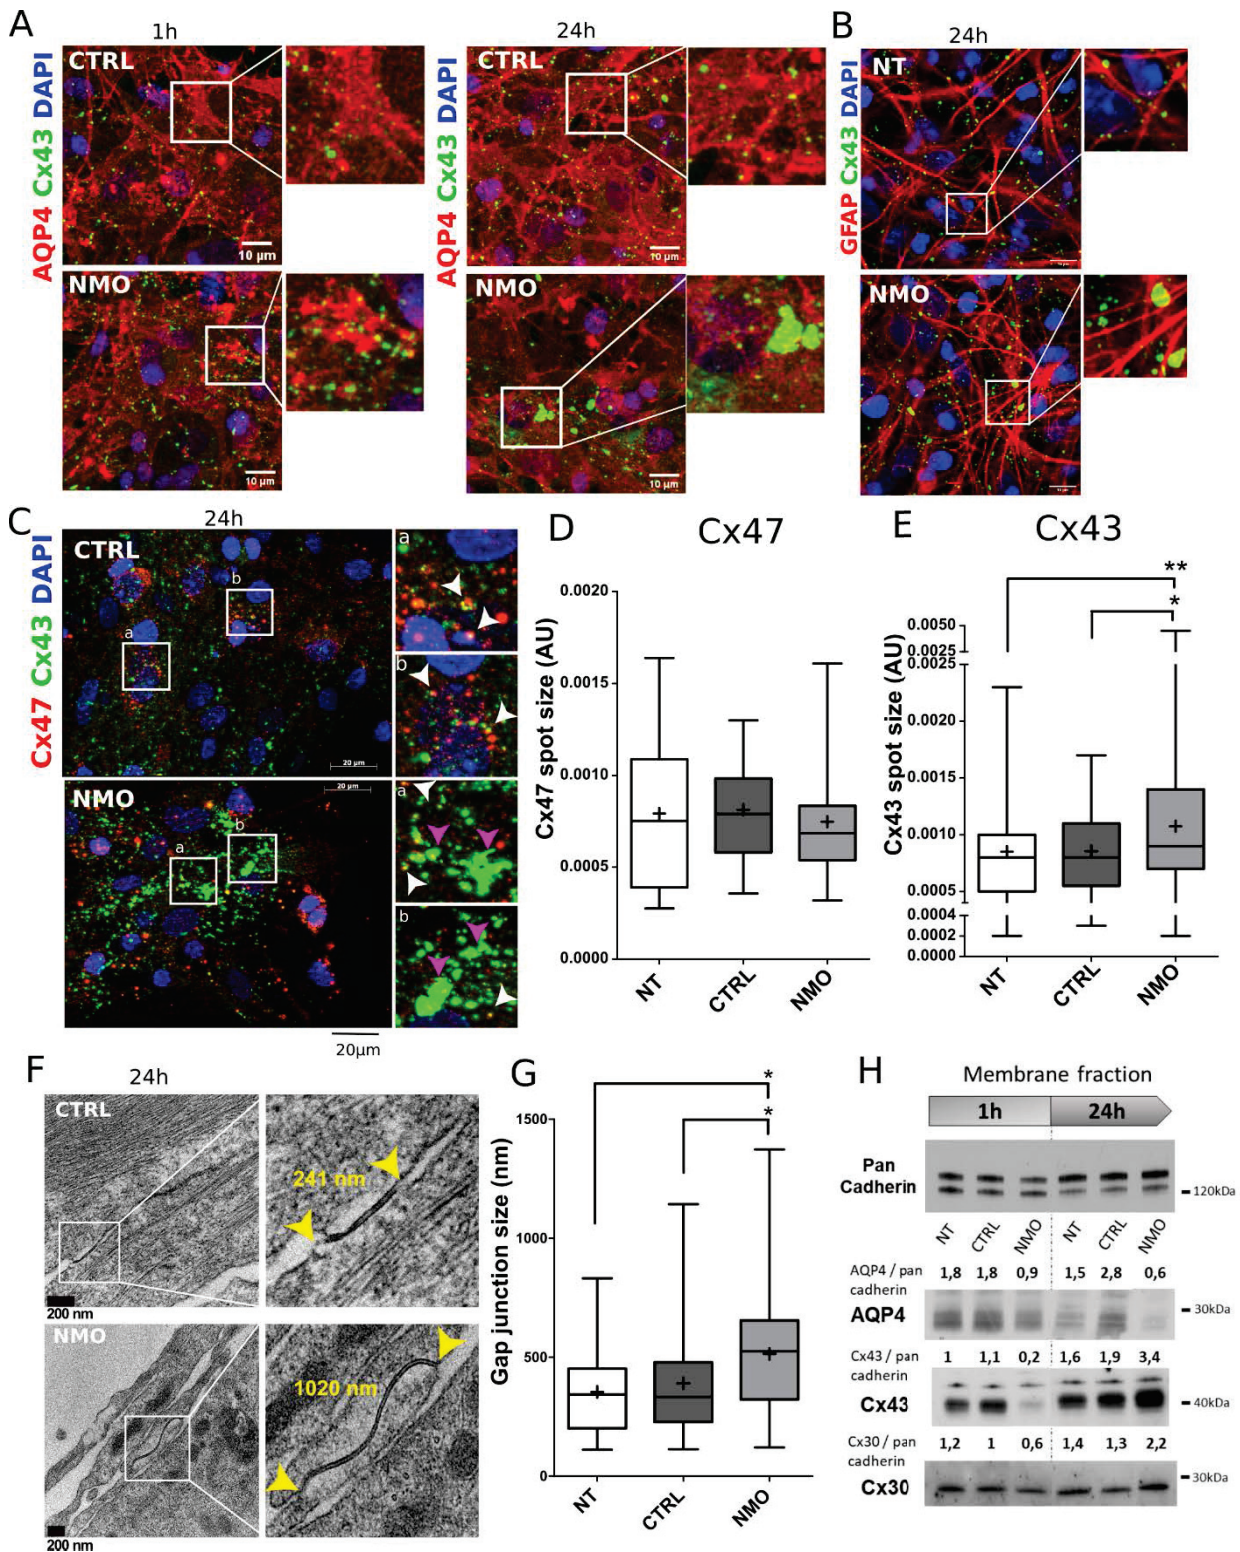 A
1h
24h
AQP4 Cx43 DAPI
CTRL
10 µm
NMO
10 µm
AQP4 Cx43 DAPI
CTRL
10 µm
NMO
10 µm
B
24h
GFAP Cx43 DAPI
NT
NMO
C
24h
Cx47 Cx43 DAPI
CTRL
b
a
20 µm
a
b
NMO
20 µm
b
a
a
b
20µm
D
Cx47
Cx47 spot size (AU)
0.0020
0.0015
0.0010
0.0005
0.0000
NT
CTRL
NMO
E
Cx43
Cx43 spot size (AU)
**
*
0.0050
0.0025
0.0025
0.0020
0.0015
0.0010
0.0005
0.0004
0.0002
0.0000
NT
CTRL
NMO
F
24h
CTRL
200 nm
241 nm
NMO
200 nm
1020 nm
G
Gap junction size (nm)
*
*
1500
1000
500
0
NT
CTRL
NMO
H
Membrane fraction
1h 24h
Pan
Cadherin
120kDa
NT CTRL NMO NT CTRL NMO
AQP4 / pan
cadherin
1,8 1,8 0,9 1,5 2,8 0,6
AQP4
30kDa
Cx43 / pan
cadherin
1 1,1 0,2 1,6 1,9 3,4
Cx43
40kDa
Cx30 / pan
cadherin
1,2 1 0,6 1,4 1,3 2,2
Cx30
30kDa